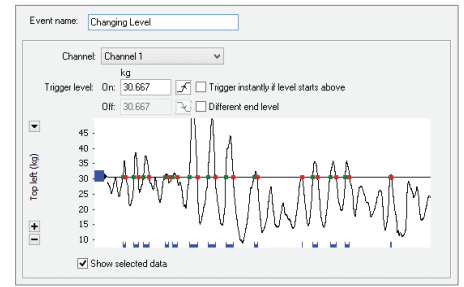 Event name: Changing Level
Channel: Channel 1
kg
Trigger level: On: 30.667 Trigger instantly if level starts above
Off: 30.667 Different end level
Top left (kg)
45
40
35
30
25
20
15
10
Show selected data